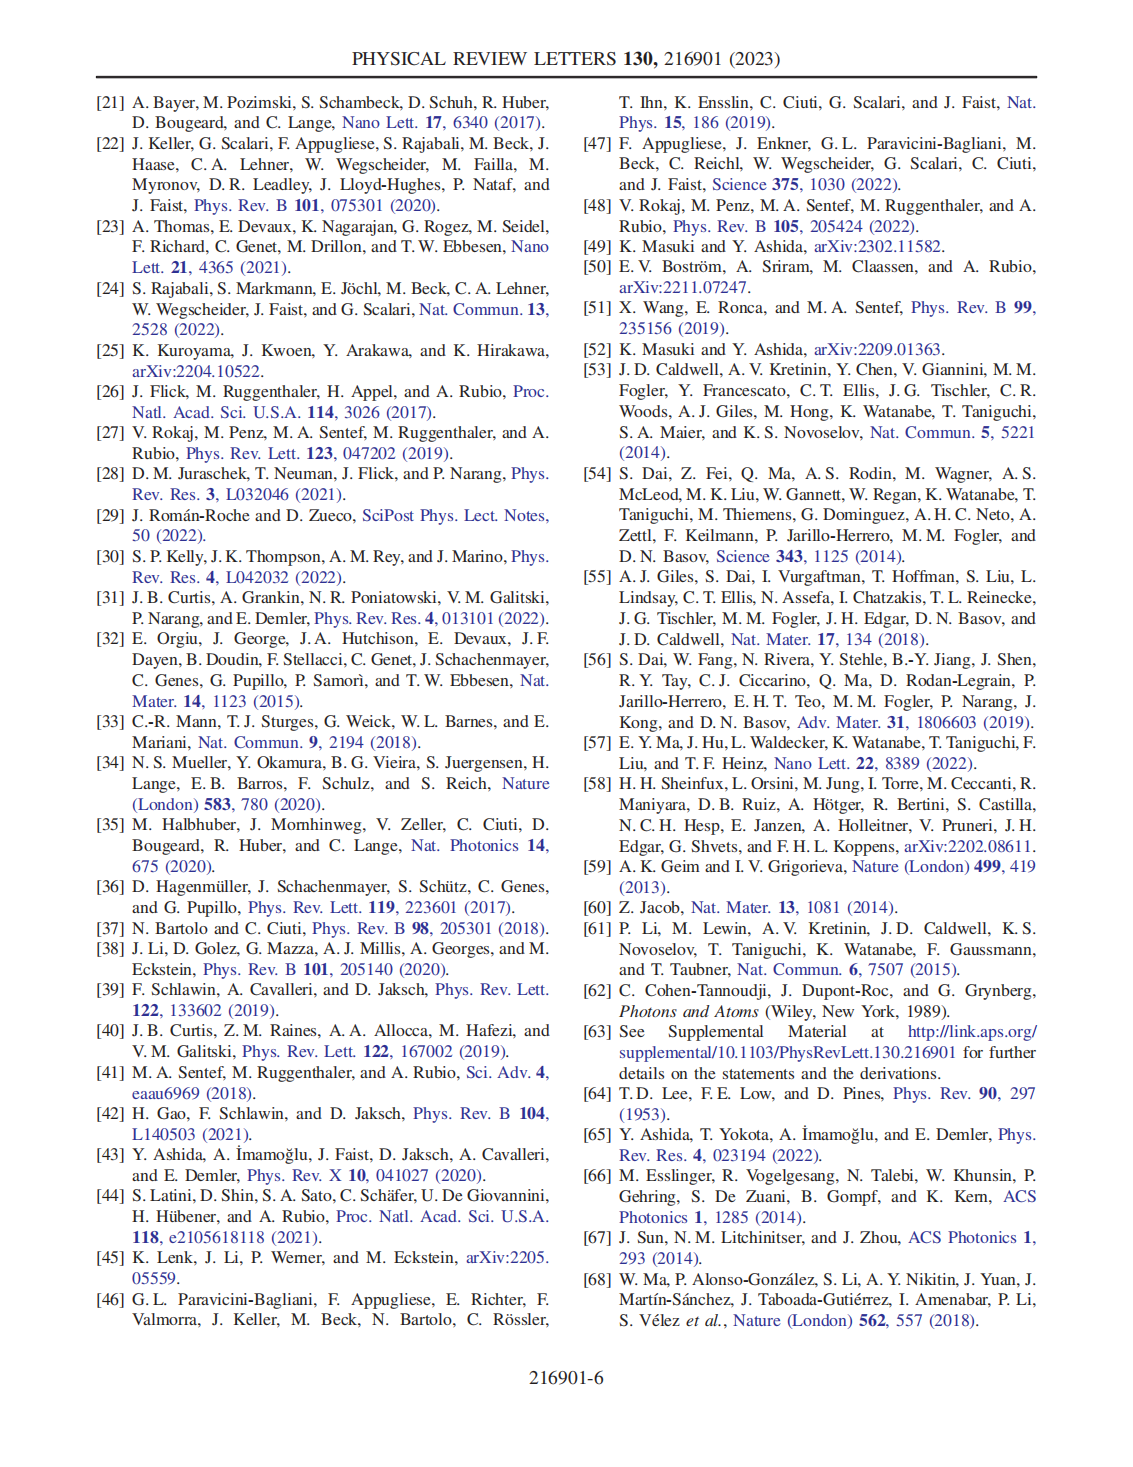 PHYSICAL REVIEW LETTERS 130, 216901 (2023)
[21] A. Bayer, M. Pozimski, S. Schambeck, D. Schuh, R. Huber,
D. Bougeard, and C. Lange, Nano Lett. 17, 6340 (2017).
[22] J. Keller, G. Scalari, F. Appugliese, S. Rajabali, M. Beck, J.
Haase, C. A. Lehner, W. Wegscheider, M. Failla, M.
Myronov, D. R. Leadley, J. Lloyd-Hughes, P. Nataf, and
J. Faist, Phys. Rev. B 101, 075301 (2020).
[23] A. Thomas, E. Devaux, K. Nagarajan, G. Rogez, M. Seidel,
F. Richard, C. Genet, M. Drillon, and T. W. Ebbesen, Nano
Lett. 21, 4365 (2021).
[24] S. Rajabali, S. Markmann, E. Jöchl, M. Beck, C. A. Lehner,
W. Wegscheider, J. Faist, and G. Scalari, Nat. Commun. 13,
2528 (2022).
[25] K. Kuroyama, J. Kwoen, Y. Arakawa, and K. Hirakawa,
arXiv:2204.10522.
[26] J. Flick, M. Ruggenthaler, H. Appel, and A. Rubio, Proc.
Natl. Acad. Sci. U.S.A. 114, 3026 (2017).
[27] V. Rokaj, M. Penz, M. A. Sentef, M. Ruggenthaler, and A.
Rubio, Phys. Rev. Lett. 123, 047202 (2019).
[28] D. M. Juraschek, T. Neuman, J. Flick, and P. Narang, Phys.
Rev. Res. 3, L032046 (2021).
[29] J. Román-Roche and D. Zueco, SciPost Phys. Lect. Notes,
50 (2022).
[30] S. P. Kelly, J. K. Thompson, A. M. Rey, and J. Marino, Phys.
Rev. Res. 4, L042032 (2022).
[31] J. B. Curtis, A. Grankin, N. R. Poniatowski, V. M. Galitski,
P. Narang, and E. Demler, Phys. Rev. Res. 4, 013101 (2022).
[32] E. Orgiu, J. George, J. A. Hutchison, E. Devaux, J. F.
Dayen, B. Doudin, F. Stellacci, C. Genet, J. Schachenmayer,
C. Genes, G. Pupillo, P. Samorì, and T. W. Ebbesen, Nat.
Mater. 14, 1123 (2015).
[33] C.-R. Mann, T. J. Sturges, G. Weick, W. L. Barnes, and E.
Mariani, Nat. Commun. 9, 2194 (2018).
[34] N. S. Mueller, Y. Okamura, B. G. Vieira, S. Juergensen, H.
Lange, E. B. Barros, F. Schulz, and S. Reich, Nature
(London) 583, 780 (2020).
[35] M. Halbhuber, J. Mornhinweg, V. Zeller, C. Ciuti, D.
Bougeard, R. Huber, and C. Lange, Nat. Photonics 14,
675 (2020).
[36] D. Hagenmüller, J. Schachenmayer, S. Schütz, C. Genes,
and G. Pupillo, Phys. Rev. Lett. 119, 223601 (2017).
[37] N. Bartolo and C. Ciuti, Phys. Rev. B 98, 205301 (2018).
[38] J. Li, D. Golez, G. Mazza, A. J. Millis, A. Georges, and M.
Eckstein, Phys. Rev. B 101, 205140 (2020).
[39] F. Schlawin, A. Cavalleri, and D. Jaksch, Phys. Rev. Lett.
122, 133602 (2019).
[40] J. B. Curtis, Z. M. Raines, A. A. Allocca, M. Hafezi, and
V. M. Galitski, Phys. Rev. Lett. 122, 167002 (2019).
[41] M. A. Sentef, M. Ruggenthaler, and A. Rubio, Sci. Adv. 4,
eaau6969 (2018).
[42] H. Gao, F. Schlawin, and D. Jaksch, Phys. Rev. B 104,
L140503 (2021).
[43] Y. Ashida, A. İmamoğlu, J. Faist, D. Jaksch, A. Cavalleri,
and E. Demler, Phys. Rev. X 10, 041027 (2020).
[44] S. Latini, D. Shin, S. A. Sato, C. Schäfer, U. De Giovannini,
H. Hübener, and A. Rubio, Proc. Natl. Acad. Sci. U.S.A.
118, e2105618118 (2021).
[45] K. Lenk, J. Li, P. Werner, and M. Eckstein, arXiv:2205.
05559.
[46] G. L. Paravicini-Bagliani, F. Appugliese, E. Richter, F.
Valmorra, J. Keller, M. Beck, N. Bartolo, C. Rössler,
T. Ihn, K. Ensslin, C. Ciuti, G. Scalari, and J. Faist, Nat.
Phys. 15, 186 (2019).
[47] F. Appugliese, J. Enkner, G. L. Paravicini-Bagliani, M.
Beck, C. Reichl, W. Wegscheider, G. Scalari, C. Ciuti,
and J. Faist, Science 375, 1030 (2022).
[48] V. Rokaj, M. Penz, M. A. Sentef, M. Ruggenthaler, and A.
Rubio, Phys. Rev. B 105, 205424 (2022).
[49] K. Masuki and Y. Ashida, arXiv:2302.11582.
[50] E. V. Boström, A. Sriram, M. Claassen, and A. Rubio,
arXiv:2211.07247.
[51] X. Wang, E. Ronca, and M. A. Sentef, Phys. Rev. B 99,
235156 (2019).
[52] K. Masuki and Y. Ashida, arXiv:2209.01363.
[53] J. D. Caldwell, A. V. Kretinin, Y. Chen, V. Giannini, M. M.
Fogler, Y. Francescato, C. T. Ellis, J. G. Tischler, C. R.
Woods, A. J. Giles, M. Hong, K. Watanabe, T. Taniguchi,
S. A. Maier, and K. S. Novoselov, Nat. Commun. 5, 5221
(2014).
[54] S. Dai, Z. Fei, Q. Ma, A. S. Rodin, M. Wagner, A. S.
McLeod, M. K. Liu, W. Gannett, W. Regan, K. Watanabe, T.
Taniguchi, M. Thiemens, G. Dominguez, A. H. C. Neto, A.
Zettl, F. Keilmann, P. Jarillo-Herrero, M. M. Fogler, and
D. N. Basov, Science 343, 1125 (2014).
[55] A. J. Giles, S. Dai, I. Vurgaftman, T. Hoffman, S. Liu, L.
Lindsay, C. T. Ellis, N. Assefa, I. Chatzakis, T. L. Reinecke,
J. G. Tischler, M. M. Fogler, J. H. Edgar, D. N. Basov, and
J. D. Caldwell, Nat. Mater. 17, 134 (2018).
[56] S. Dai, W. Fang, N. Rivera, Y. Stehle, B.-Y. Jiang, J. Shen,
R. Y. Tay, C. J. Ciccarino, Q. Ma, D. Rodan-Legrain, P.
Jarillo-Herrero, E. H. T. Teo, M. M. Fogler, P. Narang, J.
Kong, and D. N. Basov, Adv. Mater. 31, 1806603 (2019).
[57] E. Y. Ma, J. Hu, L. Waldecker, K. Watanabe, T. Taniguchi, F.
Liu, and T. F. Heinz, Nano Lett. 22, 8389 (2022).
[58] H. H. Sheinfux, L. Orsini, M. Jung, I. Torre, M. Ceccanti, R.
Maniyara, D. B. Ruiz, A. Hötger, R. Bertini, S. Castilla,
N. C. H. Hesp, E. Janzen, A. Holleitner, V. Pruneri, J. H.
Edgar, G. Shvets, and F. H. L. Koppens, arXiv:2202.08611.
[59] A. K. Geim and I. V. Grigorieva, Nature (London) 499, 419
(2013).
[60] Z. Jacob, Nat. Mater. 13, 1081 (2014).
[61] P. Li, M. Lewin, A. V. Kretinin, J. D. Caldwell, K. S.
Novoselov, T. Taniguchi, K. Watanabe, F. Gaussmann,
and T. Taubner, Nat. Commun. 6, 7507 (2015).
[62] C. Cohen-Tannoudji, J. Dupont-Roc, and G. Grynberg,
Photons and Atoms (Wiley, New York, 1989).
[63] See Supplemental Material at http://link.aps.org/
supplemental/10.1103/PhysRevLett.130.216901 for further
details on the statements and the derivations.
[64] T. D. Lee, F. E. Low, and D. Pines, Phys. Rev. 90, 297
(1953).
[65] Y. Ashida, T. Yokota, A. İmamoğlu, and E. Demler, Phys.
Rev. Res. 4, 023194 (2022).
[66] M. Esslinger, R. Vogelgesang, N. Talebi, W. Khunsin, P.
Gehring, S. De Zuani, B. Gompf, and K. Kern, ACS
Photonics 1, 1285 (2014).
[67] J. Sun, N. M. Litchinitser, and J. Zhou, ACS Photonics 1,
293 (2014).
[68] W. Ma, P. Alonso-González, S. Li, A. Y. Nikitin, J. Yuan, J.
Martín-Sánchez, J. Taboada-Gutiérrez, I. Amenabar, P. Li,
S. Vélez et al., Nature (London) 562, 557 (2018).
216901-6